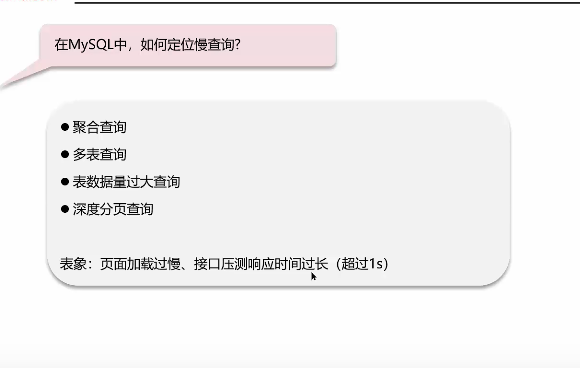 在MySQL中，如何定位慢查询？
● 聚合查询
● 多表查询
● 表数据量过大查询
● 深度分页查询
表象：页面加载过慢、接口压测响应时间过长（超过1s）